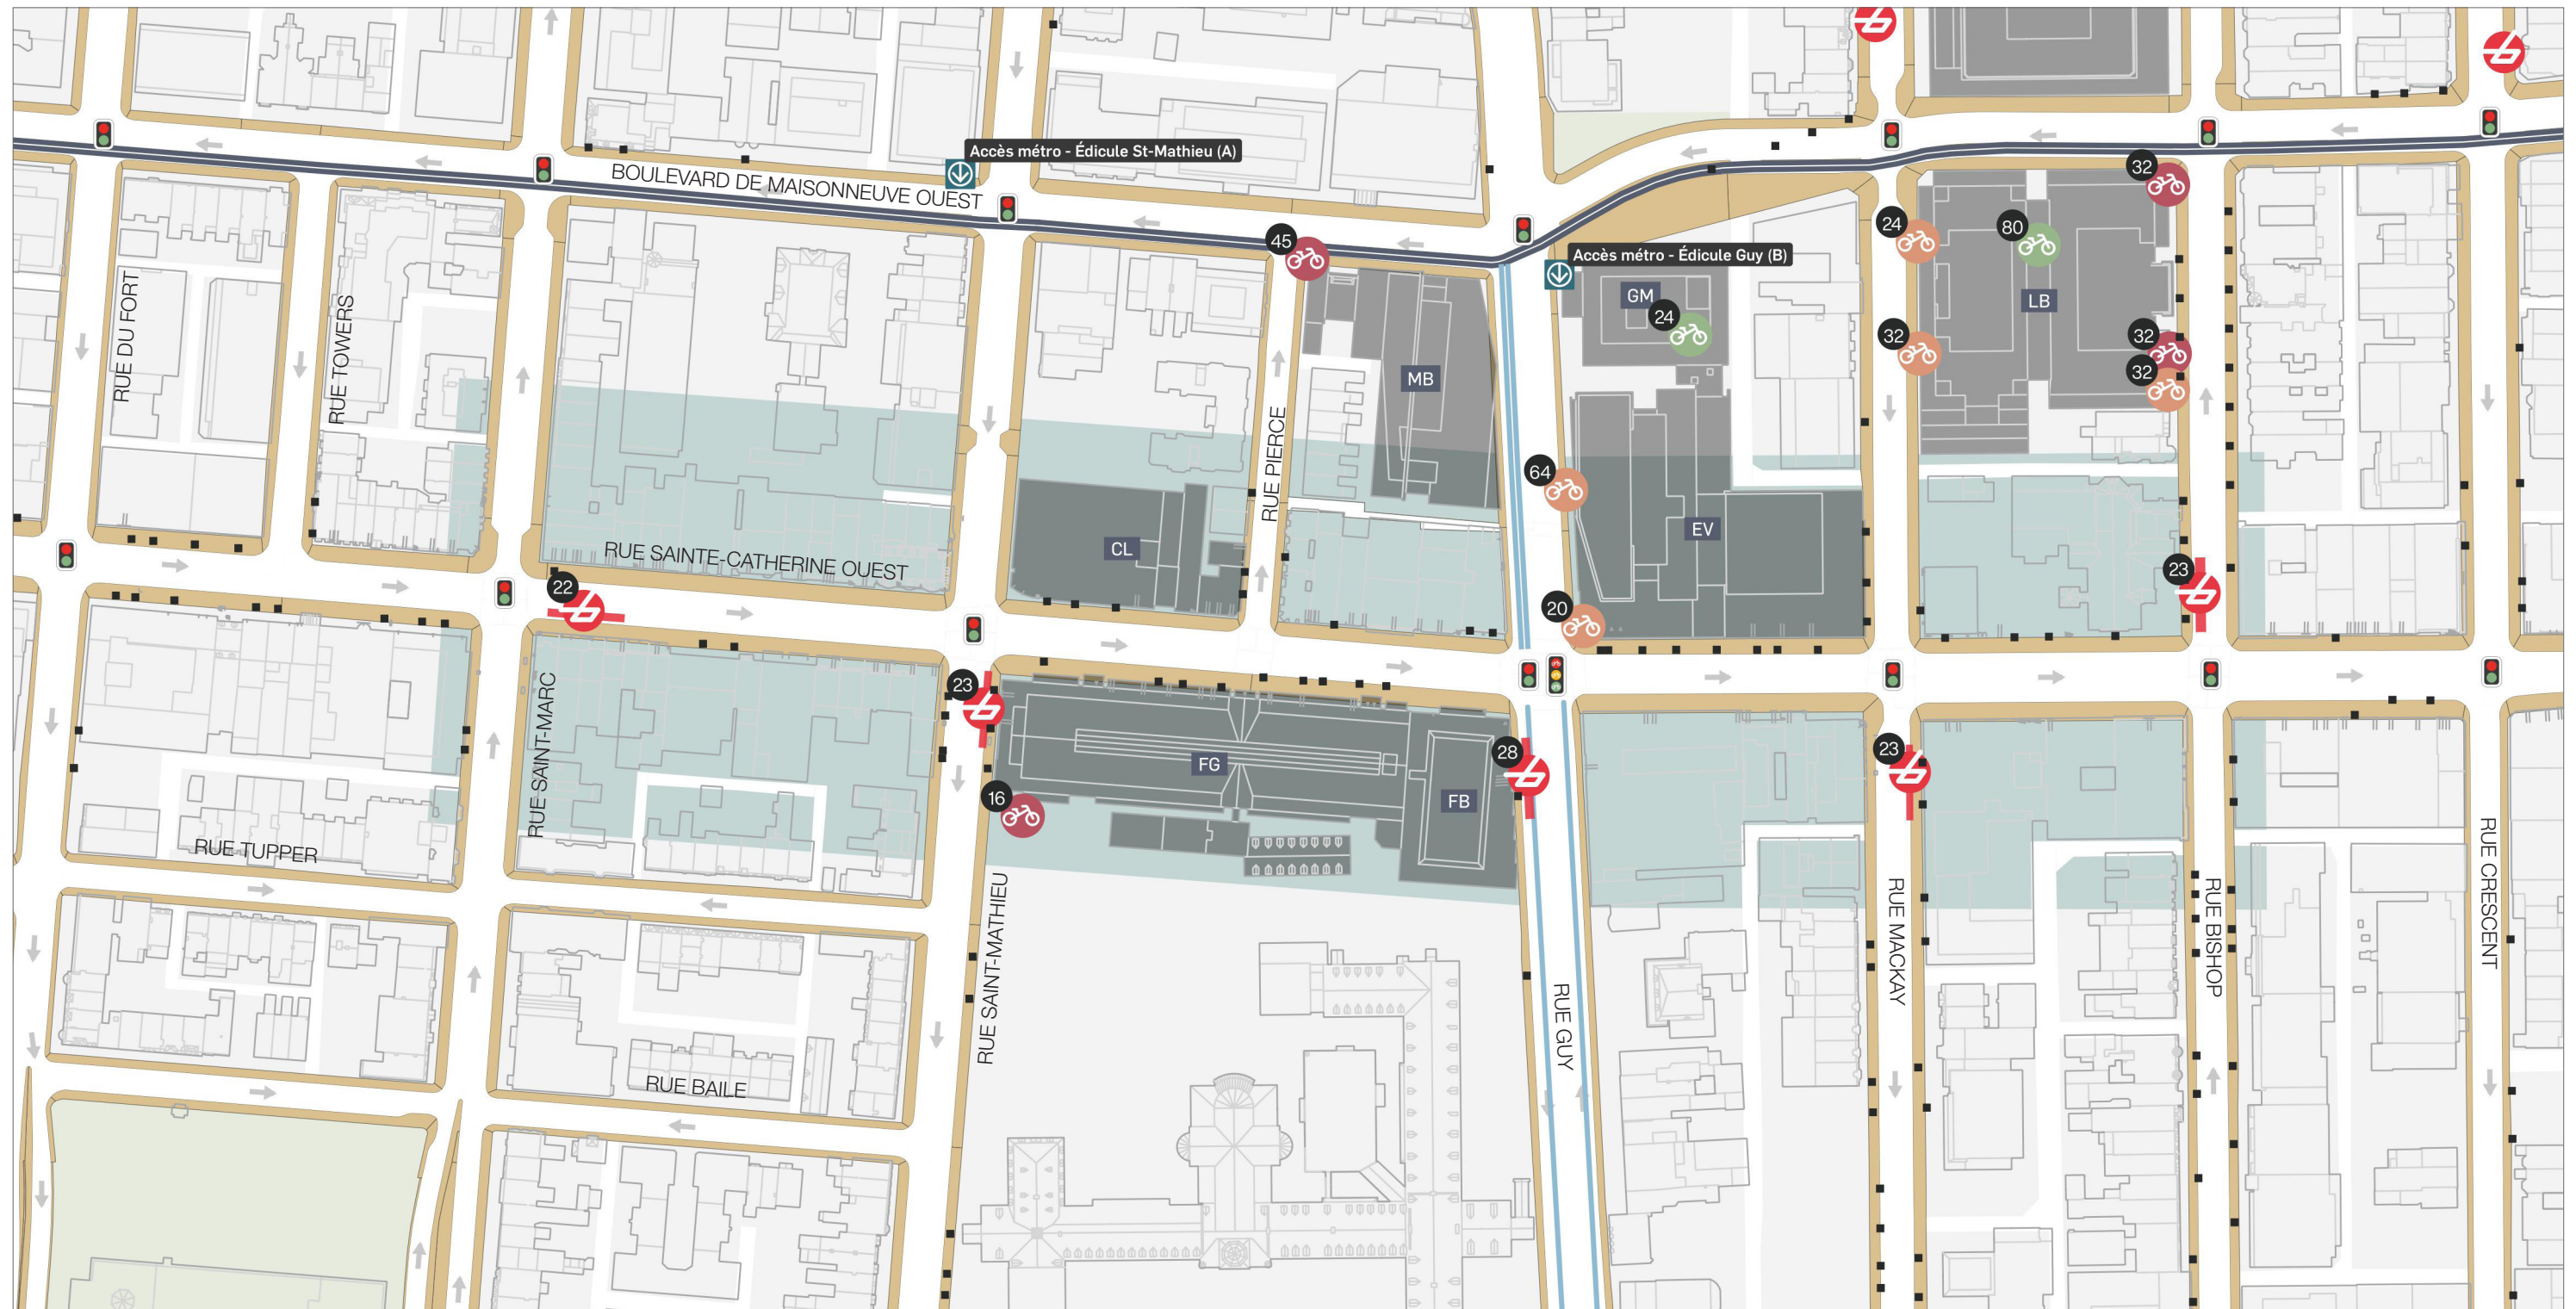 Accès métro - Édicule St-Mathieu (A)
BOULEVARD DE MAISONNEUVE OUEST
32
24
80
45
Accès métro - Édicule Guy (B)
GM
24
LB
RUE DU FORT
RUE TOWERS
32
32
32
MB
RUE PIERCE
64
EV
CL
RUE SAINTE-CATHERINE OUEST
22
23
20
RUE SAINT-MARC
23
FG
28
23
FB
16
RUE TUPPER
RUE SAINT-MATHIEU
RUE MACKAY
RUE BISHOP
RUE CRESCENT
RUE GUY
RUE BAILE